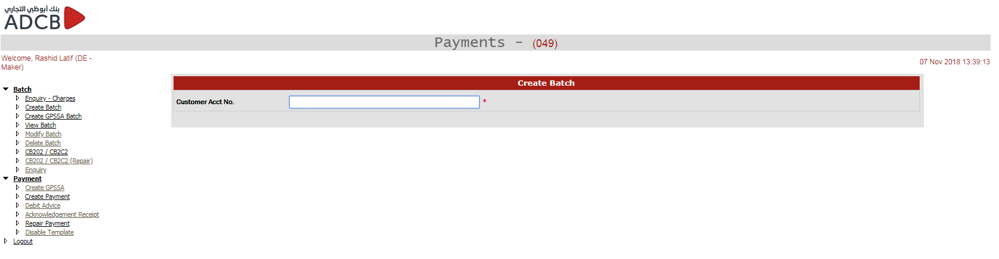 بنك أبوظبي التجاري
ADCB
Payments - (049)
Welcome, Rashid Latif (DE -
Maker)
07 Nov 2018 13:39:13
Create Batch
Customer Acct No. *
Batch
Enquiry - Charges
Create Batch
Create GPSSA Batch
View Batch
Modify Batch
Delete Batch
CB202 / CB2C2
CB202 / CB2C2 (Repair)
Enquiry
Payment
Create GPSSA
Create Payment
Debit Advice
Acknowledgement Receipt
Repair Payment
Disable Template
Logout